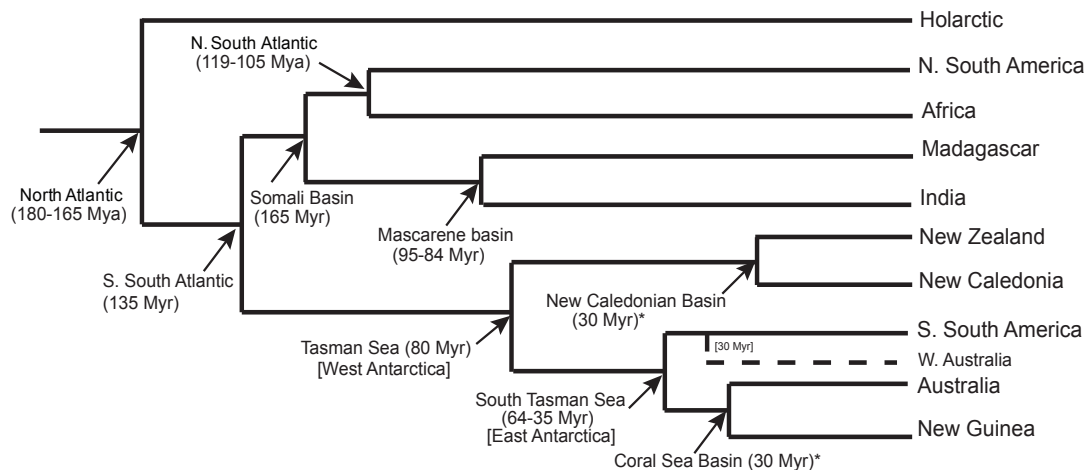 Holarctic
N. South Atlantic
(119-105 Mya)
N. South America
Africa
Madagascar
North Atlantic
(180-165 Mya)
Somali Basin
(165 Myr)
India
Mascarene basin
(95-84 Myr)
New Zealand
S. South Atlantic
(135 Myr)
New Caledonia
New Caledonian Basin
(30 Myr)*
S. South America
[30 Myr]
W. Australia
Tasman Sea (80 Myr)
[West Antarctica]
Australia
South Tasman Sea
(64-35 Myr)
[East Antarctica]
New Guinea
Coral Sea Basin (30 Myr)*